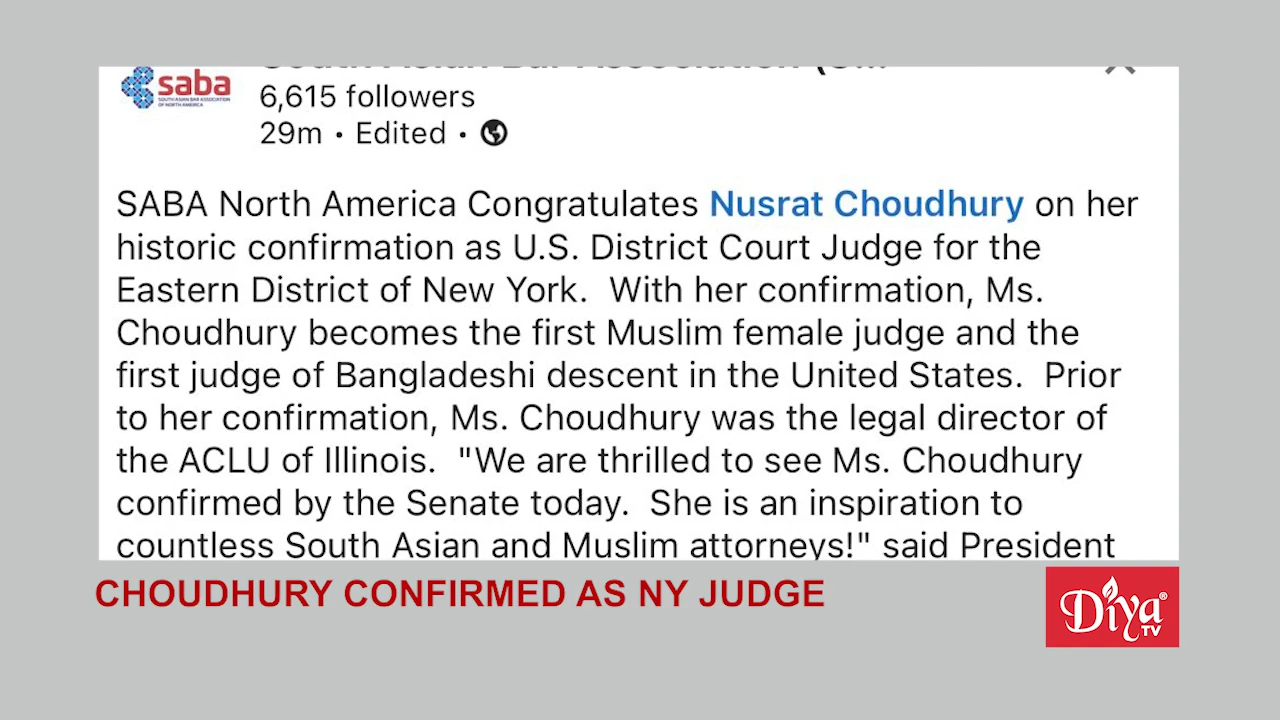 saba
SOUTH ASIAN BAR ASSOCIATION
OF NORTH AMERICA
South Asian Bar Association
6,615 followers
29m • Edited •
SABA North America Congratulates Nusrat Choudhury on her
historic confirmation as U.S. District Court Judge for the
Eastern District of New York.  With her confirmation, Ms.
Choudhury becomes the first Muslim female judge and the
first judge of Bangladeshi descent in the United States.  Prior
to her confirmation, Ms. Choudhury was the legal director of
the ACLU of Illinois.  "We are thrilled to see Ms. Choudhury
confirmed by the Senate today.  She is an inspiration to
countless South Asian and Muslim attorneys!" said President
CHOUDHURY CONFIRMED AS NY JUDGE
Diya®
TV